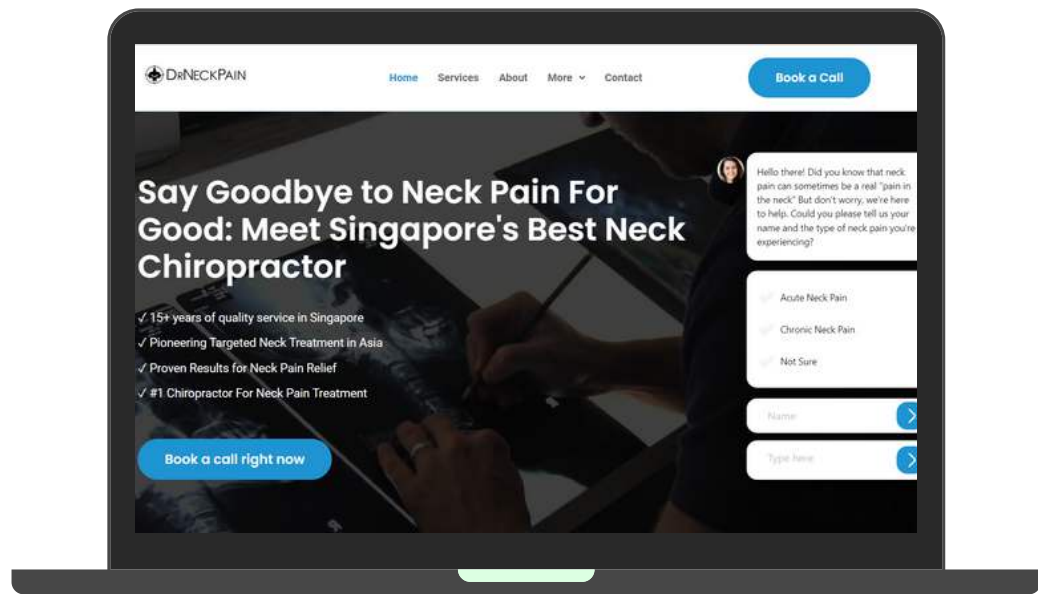 DRNECKPAIN
Home Services About More Contact
Book a Call
Say Goodbye to Neck Pain For
Good: Meet Singapore's Best Neck
Chiropractor
✓ 15+ years of quality service in Singapore
✓ Pioneering Targeted Neck Treatment in Asia
✓ Proven Results for Neck Pain Relief
✓ #1 Chiropractor For Neck Pain Treatment
Book a call right now
Hello there! Did you know that neck
pain can sometimes be a real "pain in
the neck" But don't worry, we're here
to help. Could you please tell us your
name and the type of neck pain you're
experiencing?
Acute Neck Pain
Chronic Neck Pain
Not Sure
Name
Type here